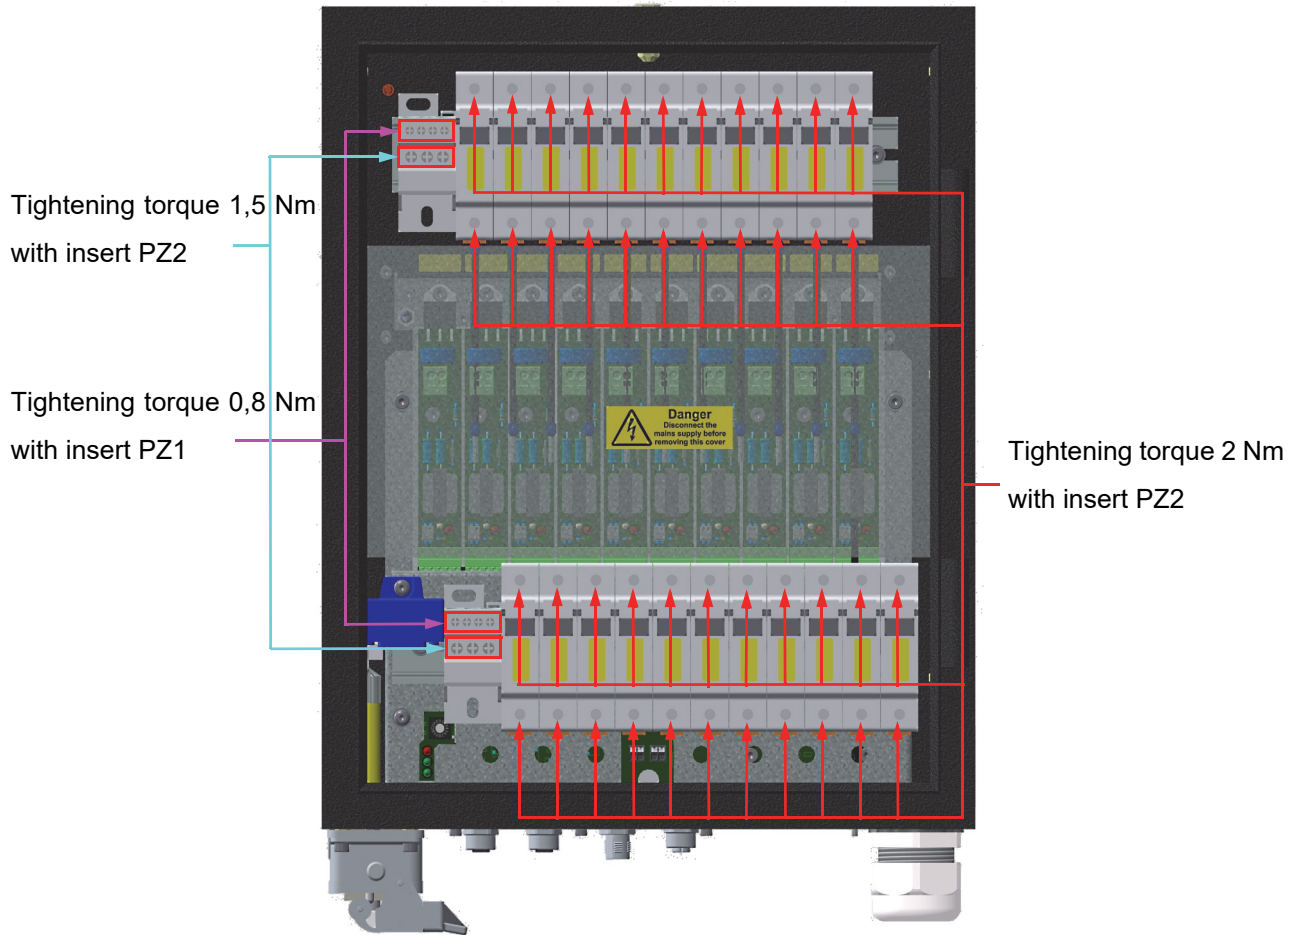 Tightening torque 1,5 Nm
with insert PZ2
Tightening torque 0,8 Nm
with insert PZ1
Danger
Disconnect the
mains supply before
removing this cover
Tightening torque 2 Nm
with insert PZ2